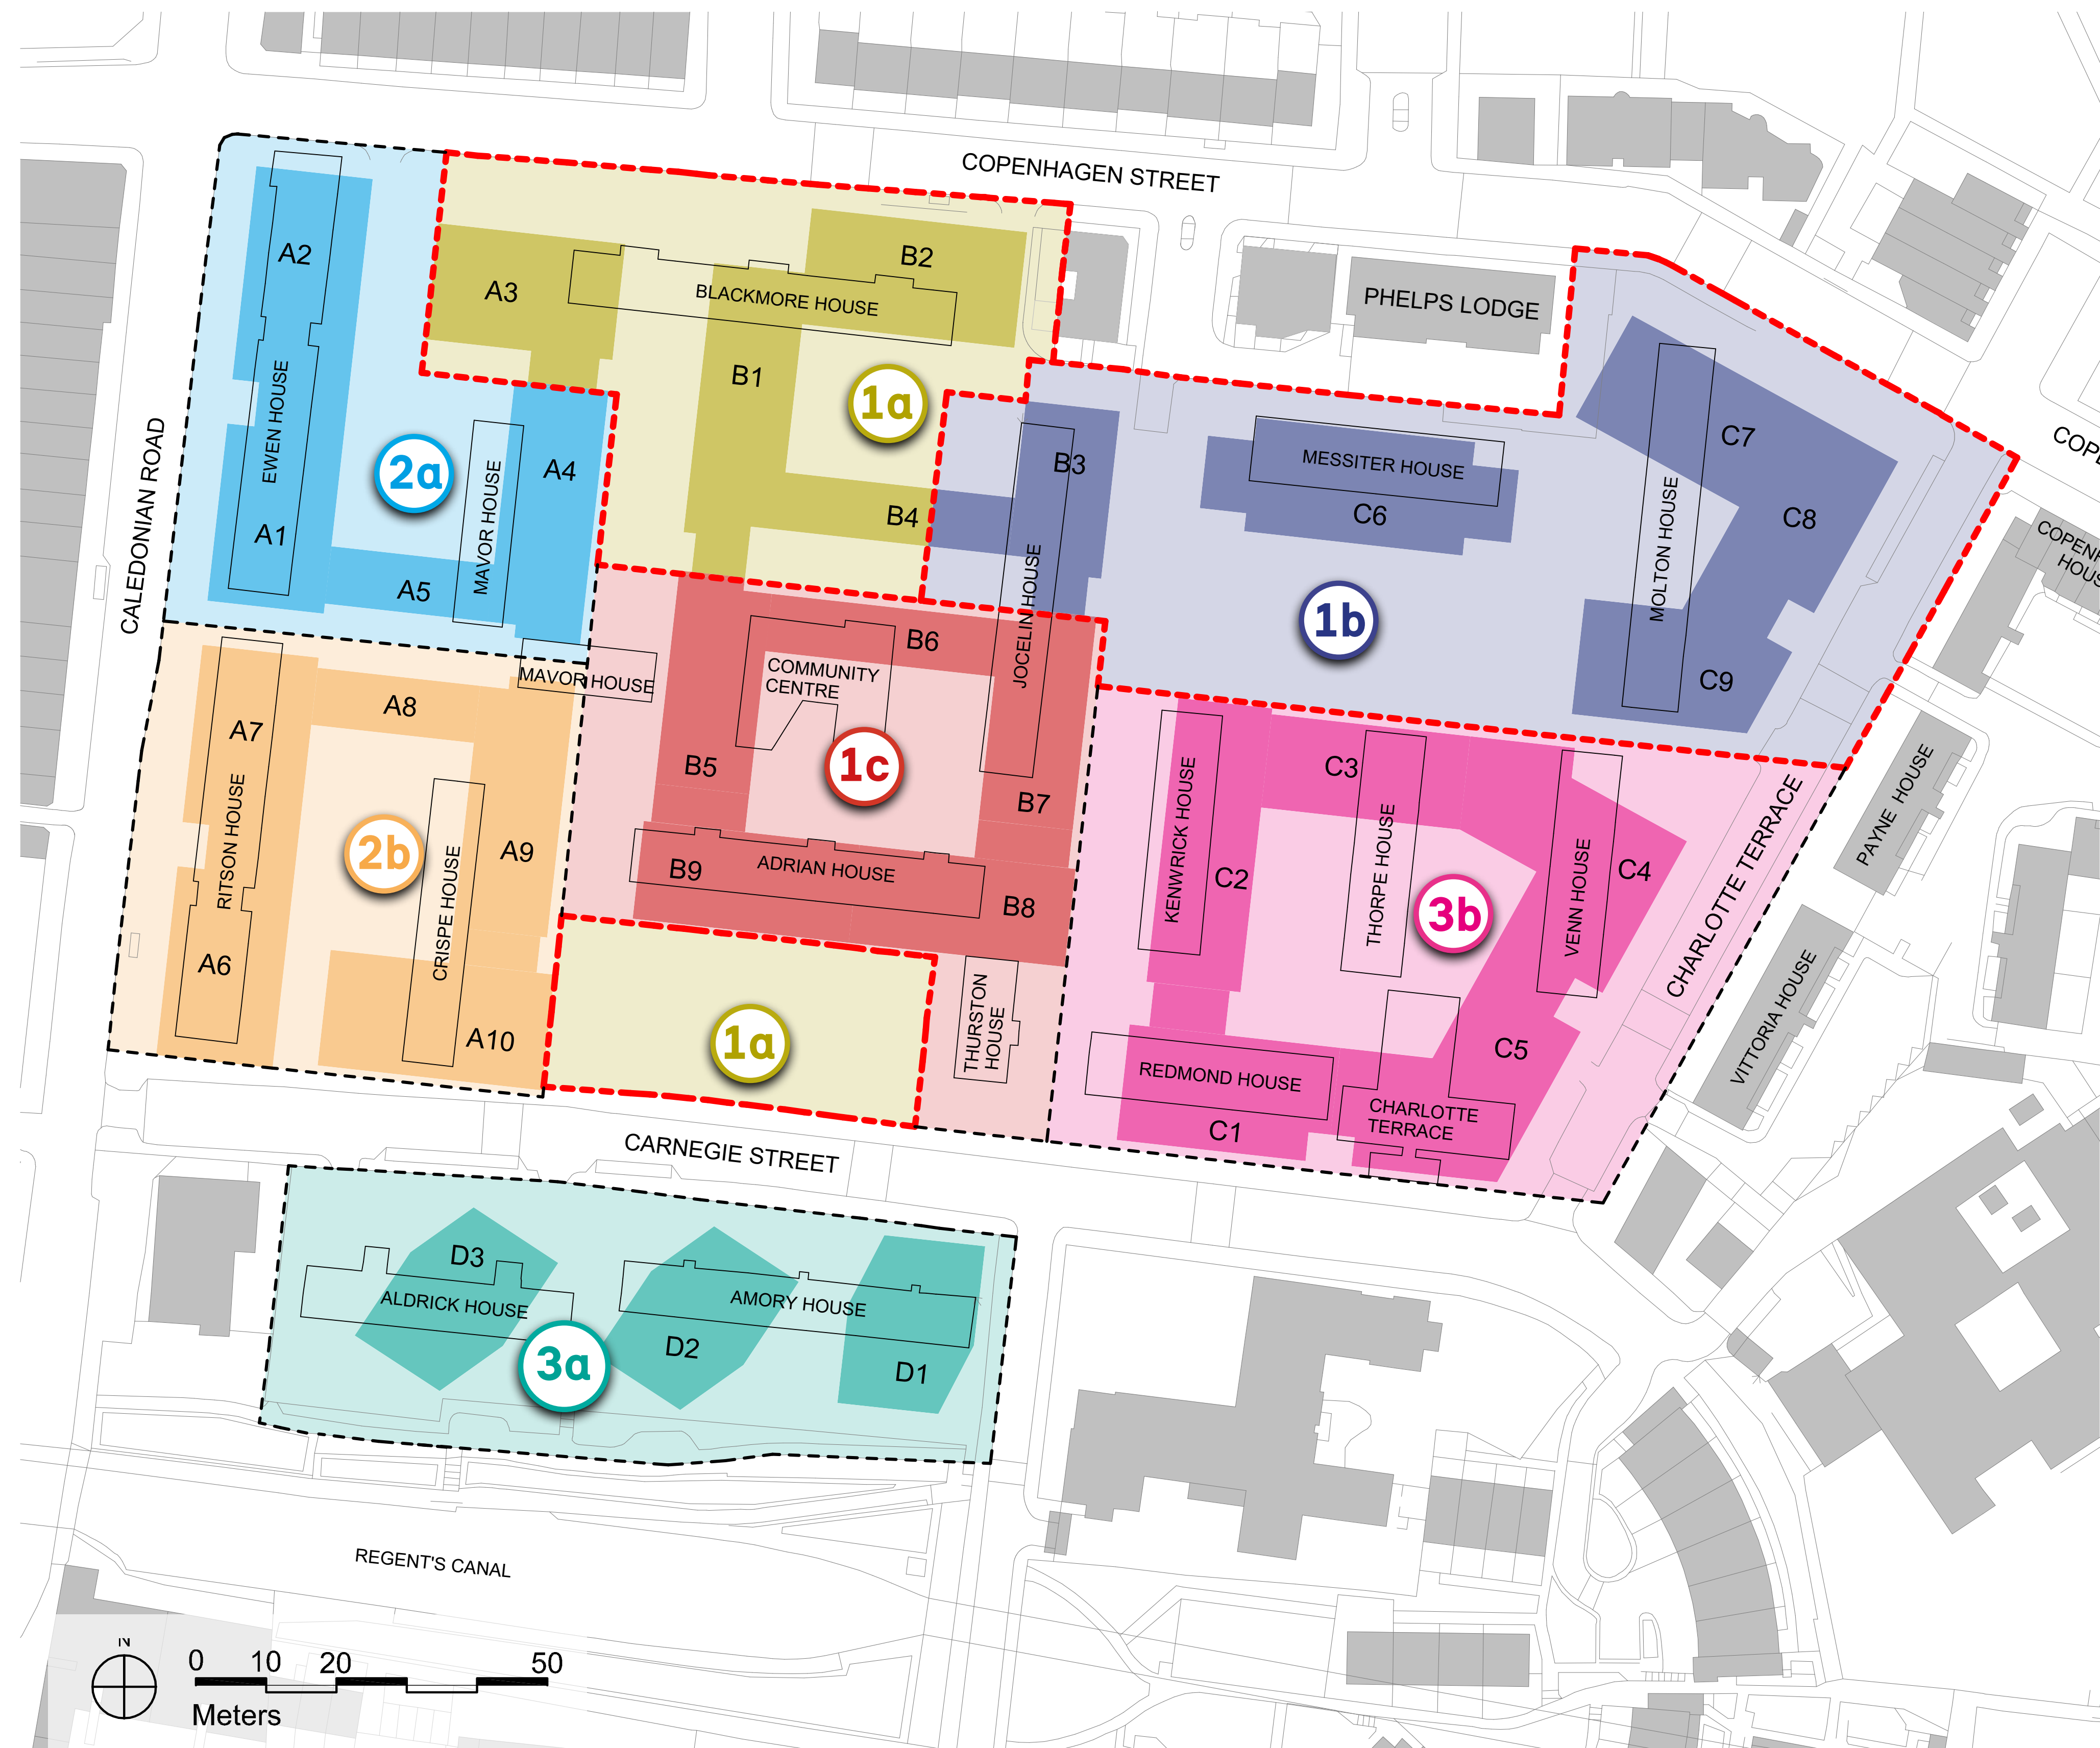 COPENHAGEN STREET
A2
A3
B2
BLACKMORE HOUSE
PHELPS LODGE
B1
1a
EWEN HOUSE
2a
MAVOR HOUSE
A4
A1
A5
B4
B3
JOCELIN HOUSE
MESSITER HOUSE
C6
1b
C7
C8
MOLTON HOUSE
C9
CALEDONIAN ROAD
MAVOR HOUSE
A7
A8
RITSON HOUSE
2b
CRISPE HOUSE
A9
A6
A10
B6
COMMUNITY
CENTRE
B5
1c
B7
B9
ADRIAN HOUSE
B8
1a
THURSTON
HOUSE
C3
KENWRICK HOUSE
C2
THORPE HOUSE
3b
VENN HOUSE
C4
C5
REDMOND HOUSE
C1
CHARLOTTE
TERRACE
CHARLOTTE TERRACE
PAYNE HOUSE
VITTORIA HOUSE
CARNEGIE STREET
D3
ALDRICK HOUSE
3a
AMORY HOUSE
D2
D1
REGENT'S CANAL
N
0 10 20 50
Meters